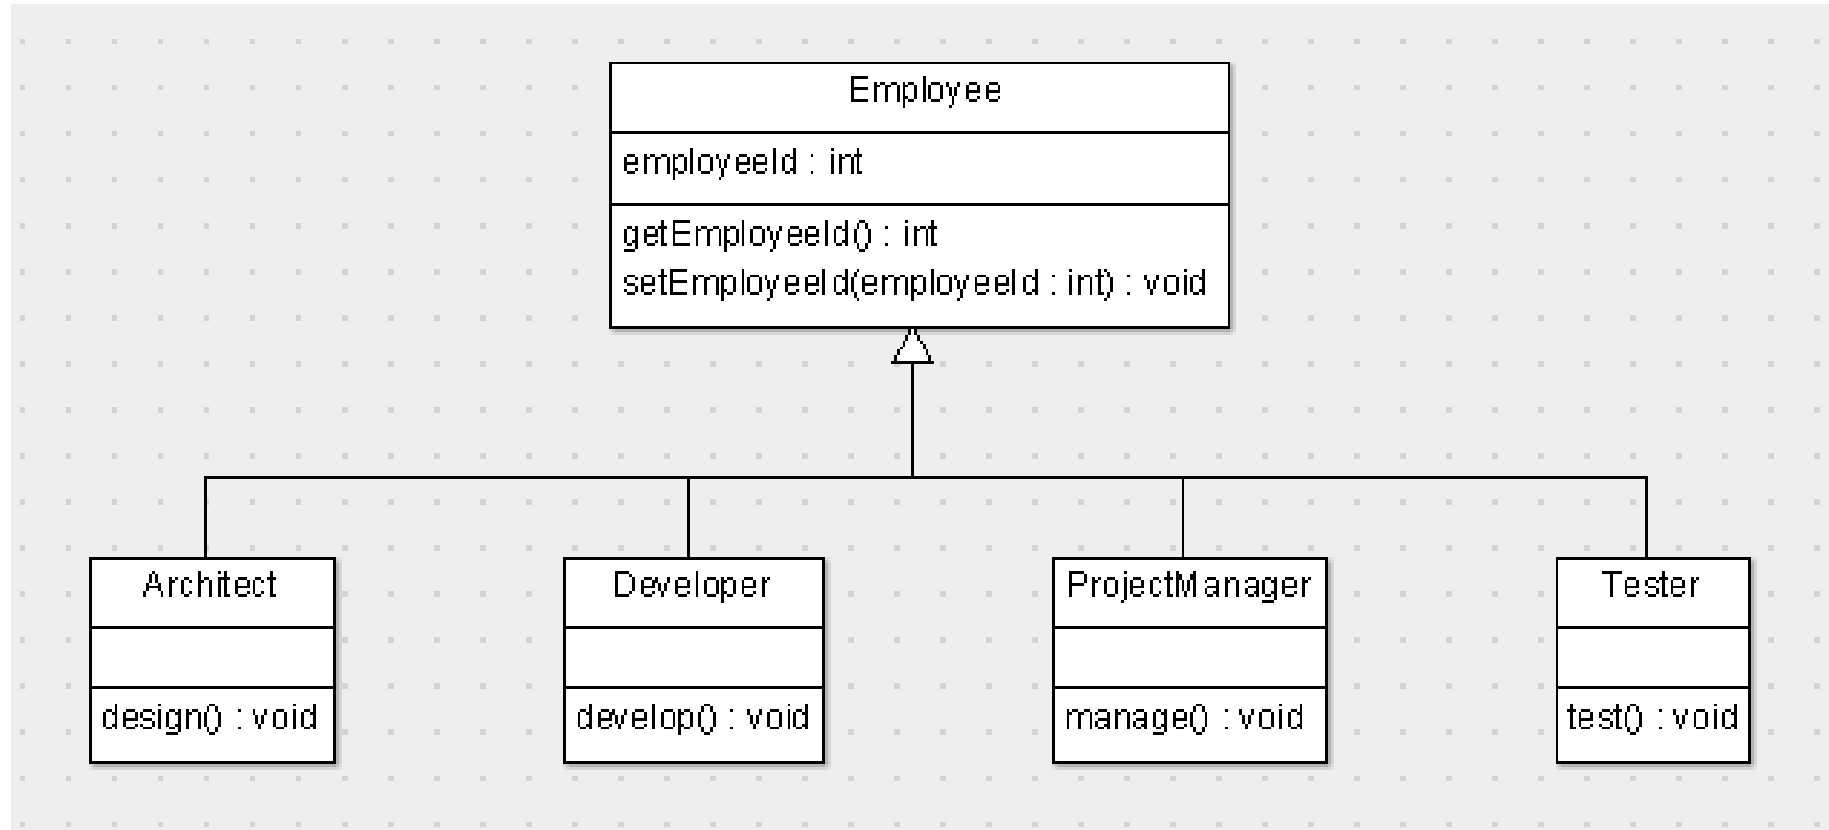 Employee
employeeId : int
getEmployeeId() : int
setEmployeeId(employeeId : int) : void
Architect
design() : void
Developer
develop() : void
ProjectManager
manage() : void
Tester
test() : void